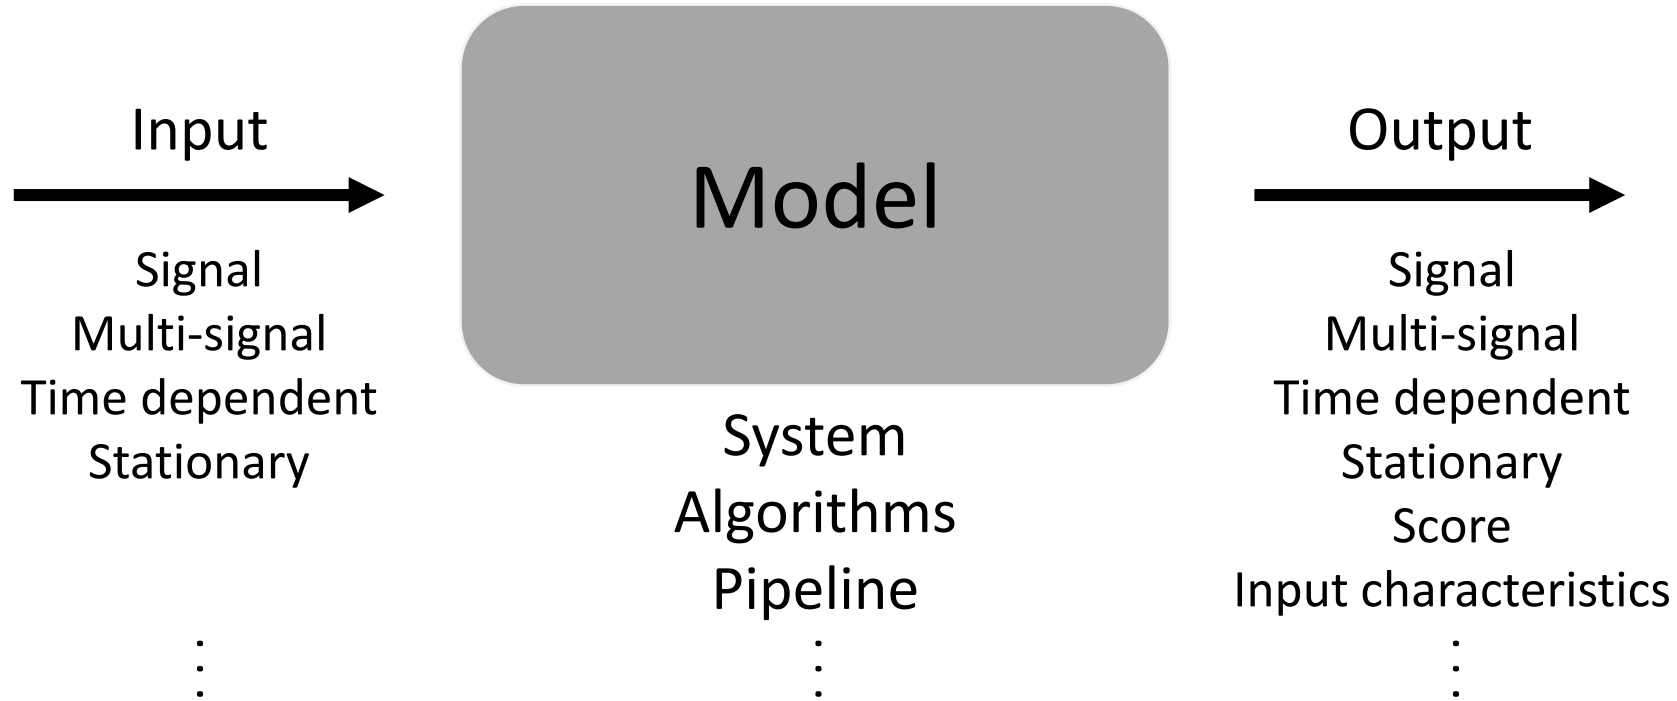 Input
Signal
Multi-signal
Time dependent
Stationary
Model
System
Algorithms
Pipeline
Output
Signal
Multi-signal
Time dependent
Stationary
Score
Input characteristics